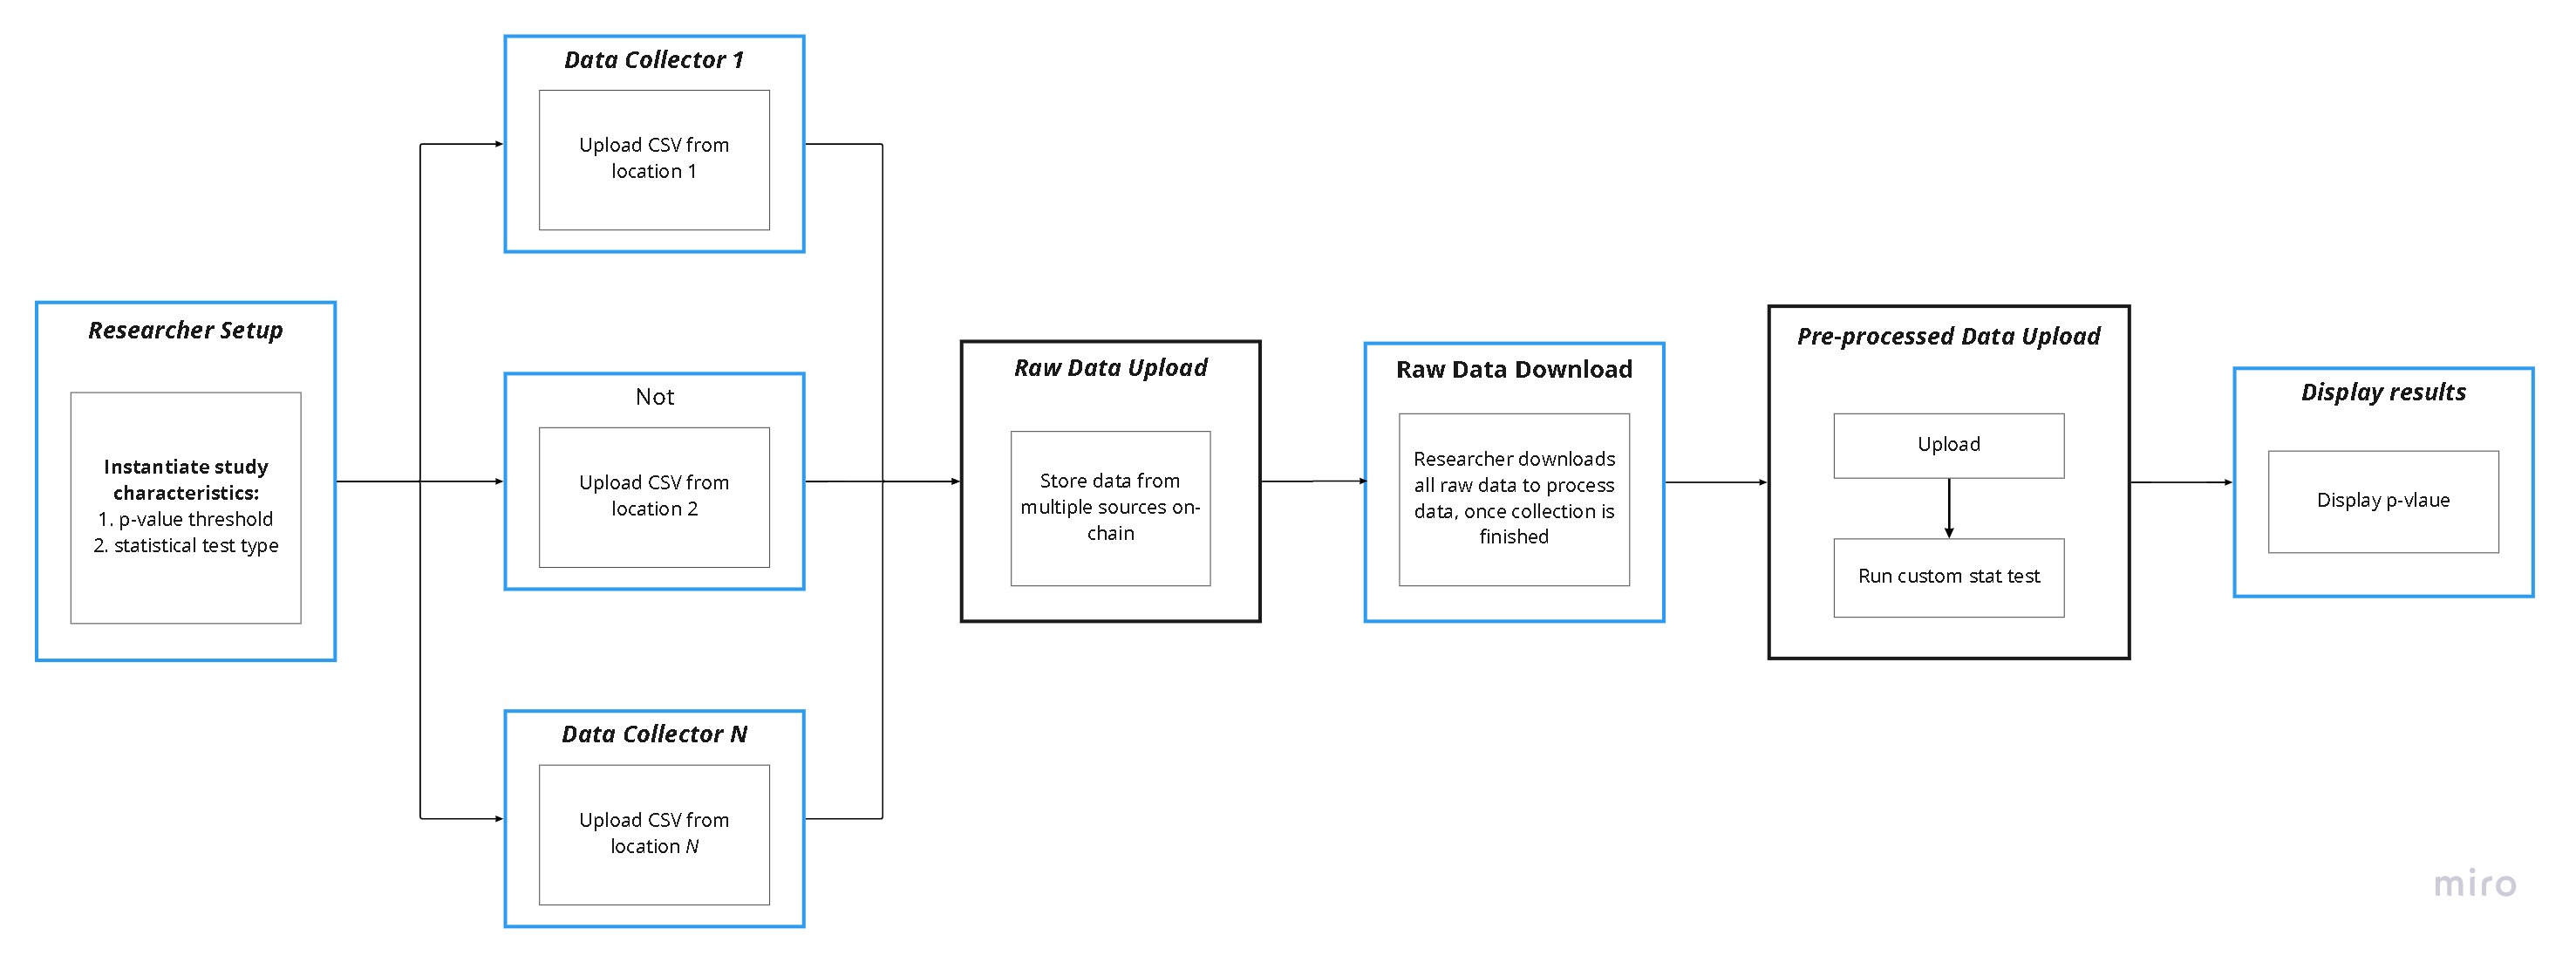 Researcher Setup
Instantiate study
characteristics:
1. p-value threshold
2. statistical test type
Data Collector 1
Upload CSV from
location 1
Not
Upload CSV from
location 2
Data Collector N
Upload CSV from
location N
Raw Data Upload
Store data from
multiple sources on-
chain
Raw Data Download
Researcher downloads
all raw data to process
data, once collection is
finished
Pre-processed Data Upload
Upload
Run custom stat test
Display results
Display p-vlaue
miro